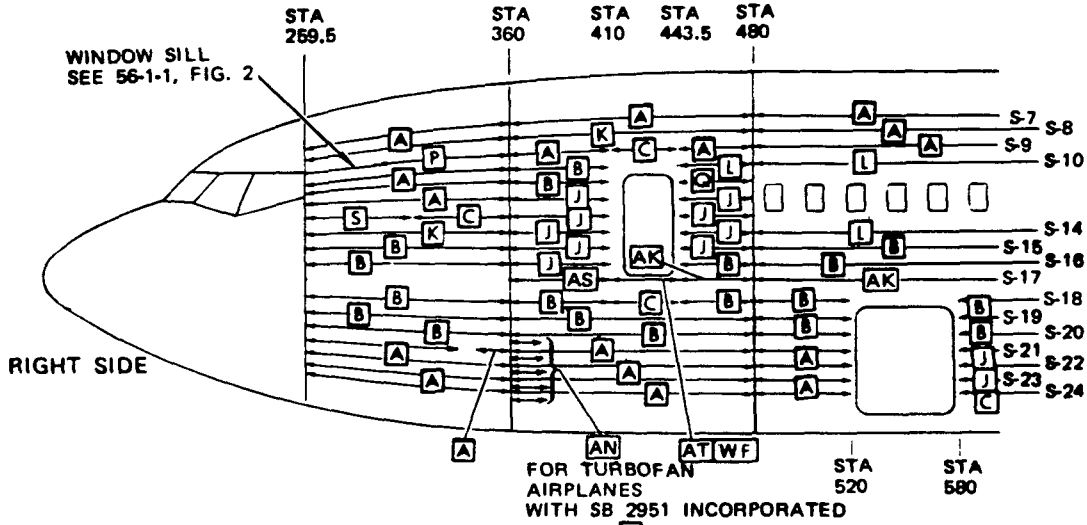 STA 259.5
STA 360
STA 410
STA 443.5
STA 480
WINDOW SILL
SEE 56-1-1, FIG. 2
A
A
S-7
A
K
A
S-8
P
A
C
A
A
S-9
B
L
L
S-10
A
B
Q
A
J
J
S
C
J
J
K
J
J
L
S-14
B
J
J
B
S-15
B
J
AK
B
B
S-16
AS
AK
S-17
B
B
C
B
B
S-18
B
B
B
B
S-19
B
B
B
S-20
A
A
A
J
S-21
S-22
RIGHT SIDE
A
A
A
J
S-23
A
C
S-24
A
AN
AT WF
FOR TURBOFAN
AIRPLANES
WITH SB 2951 INCORPORATED
STA 520
STA 580